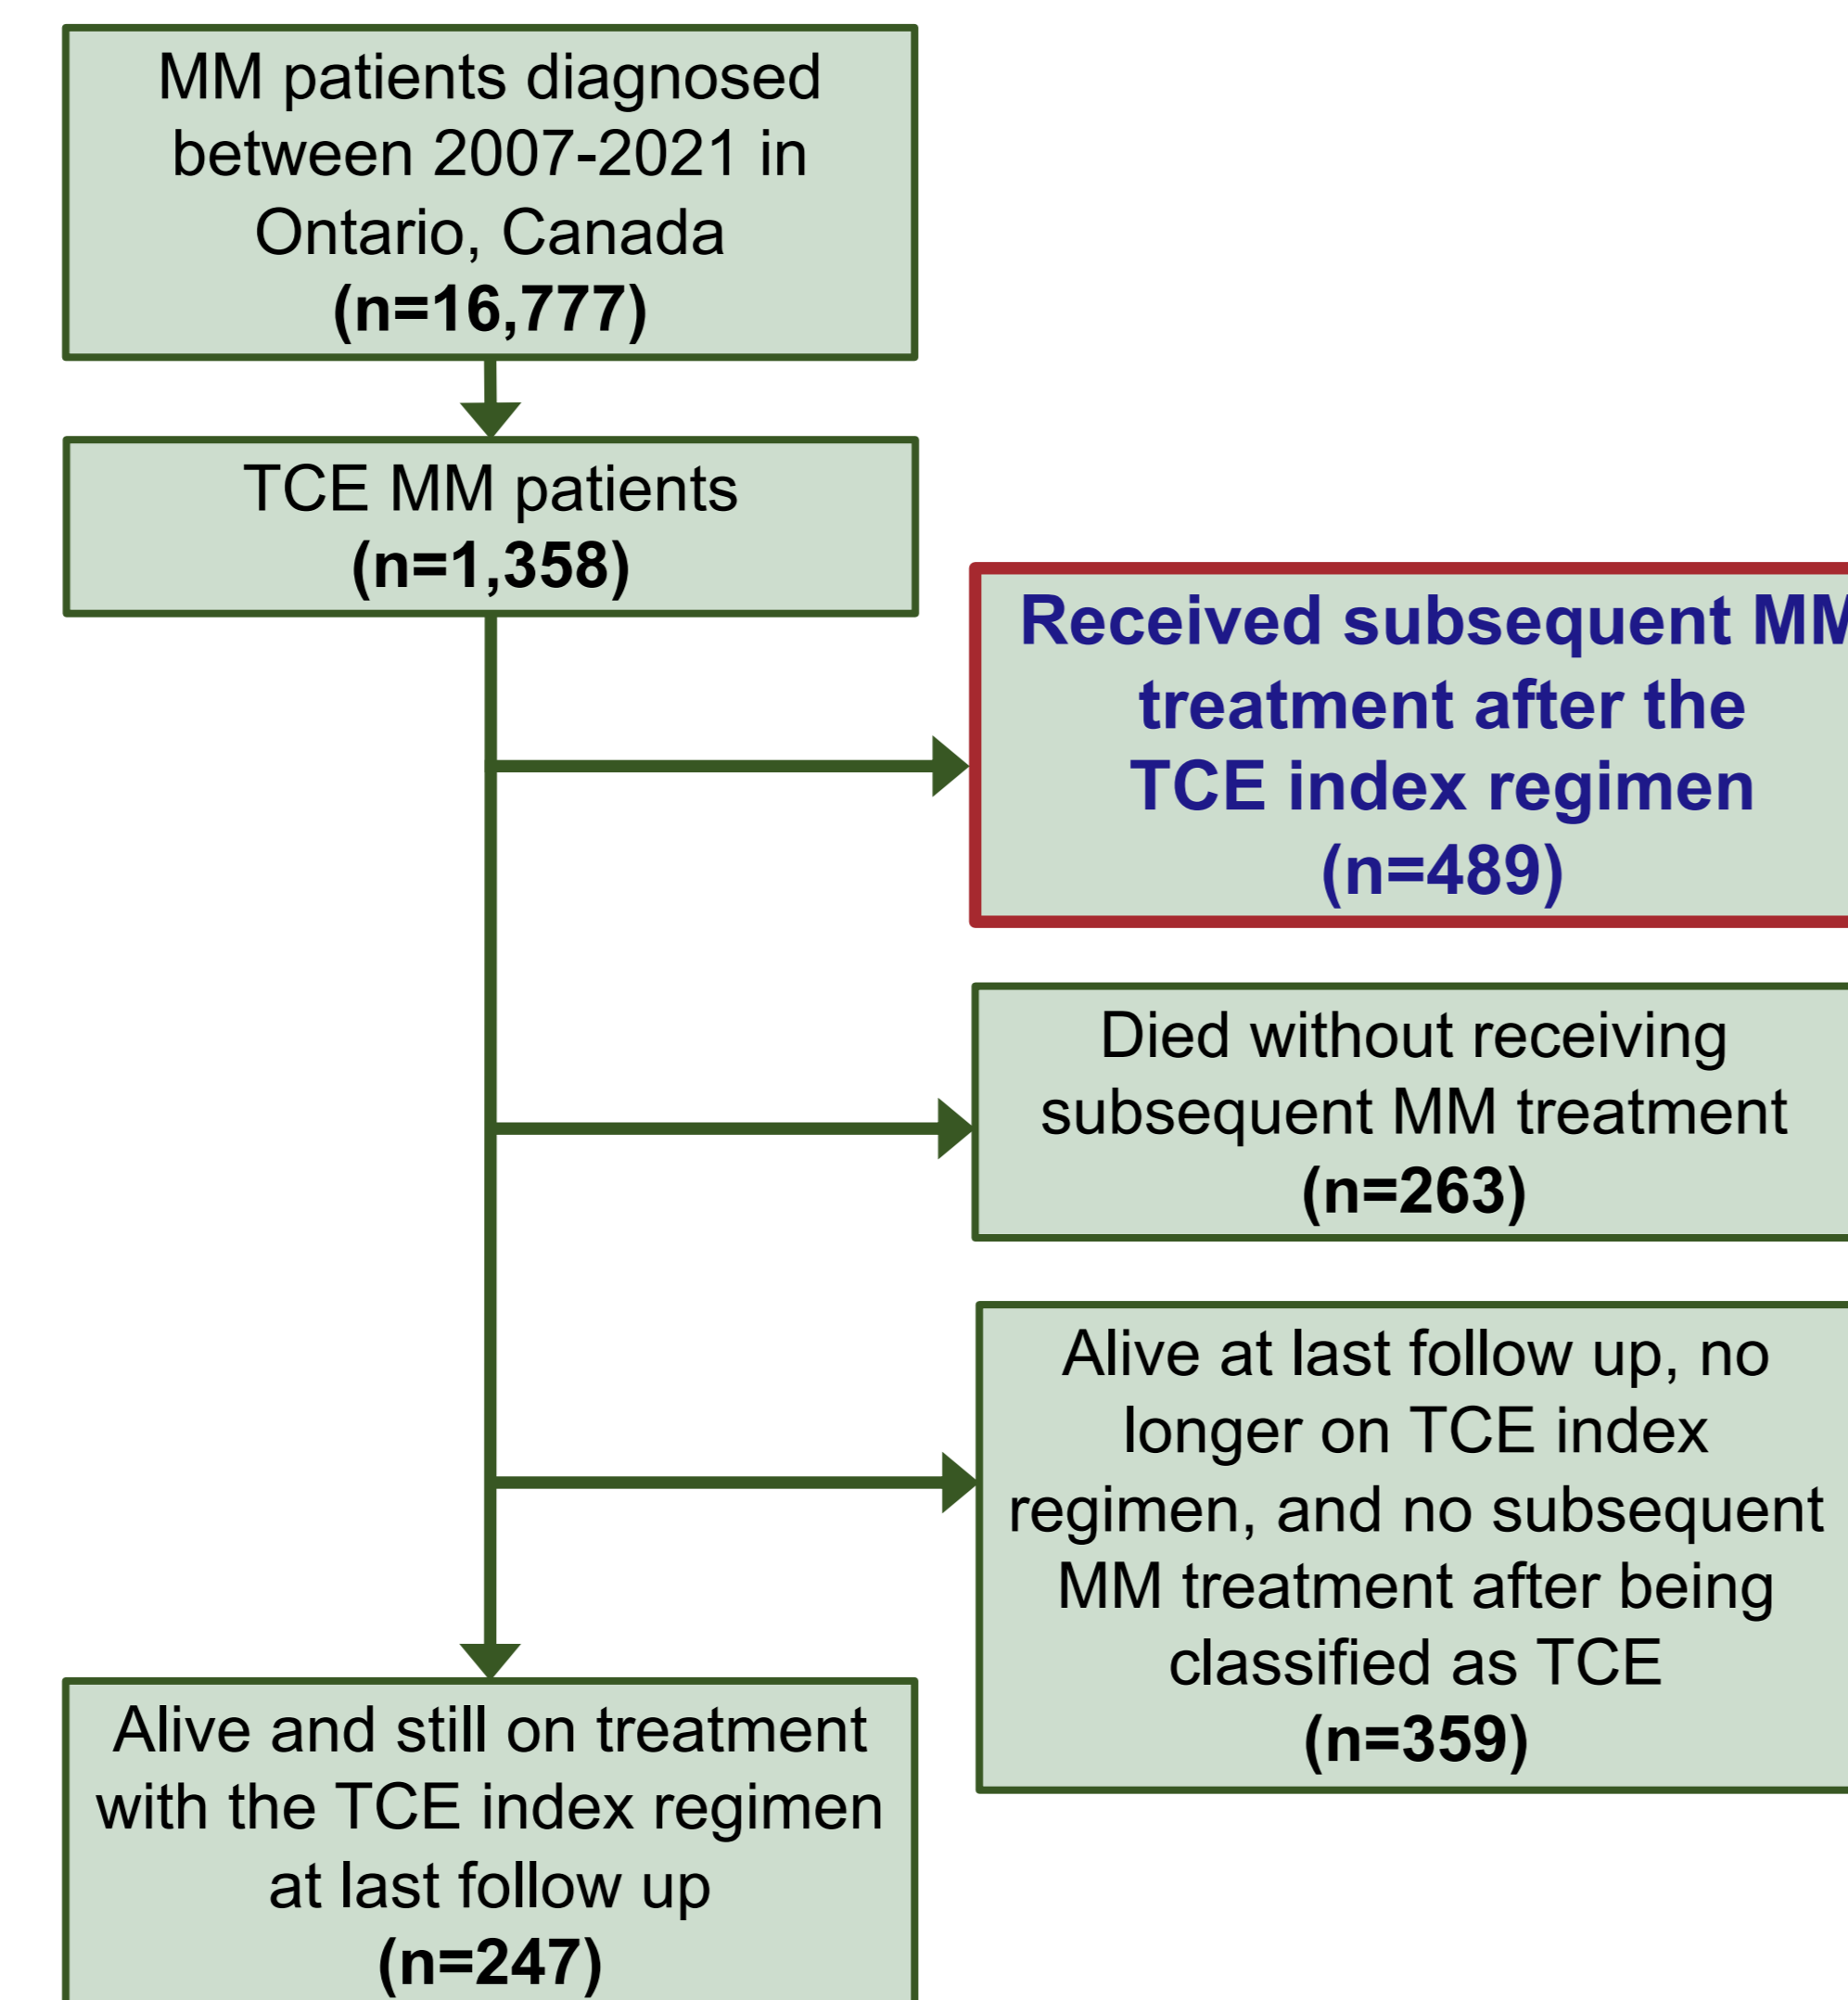 MM patients diagnosed
between 2007-2021 in
Ontario, Canada
(n=16,777)
TCE MM patients
(n=1,358)
Received subsequent MM
treatment after the
TCE index regimen
(n=489)
Died without receiving
subsequent MM treatment
(n=263)
Alive at last follow up, no
longer on TCE index
regimen, and no subsequent
MM treatment after being
classified as TCE
(n=359)
Alive and still on treatment
with the TCE index regimen
at last follow up
(n=247)